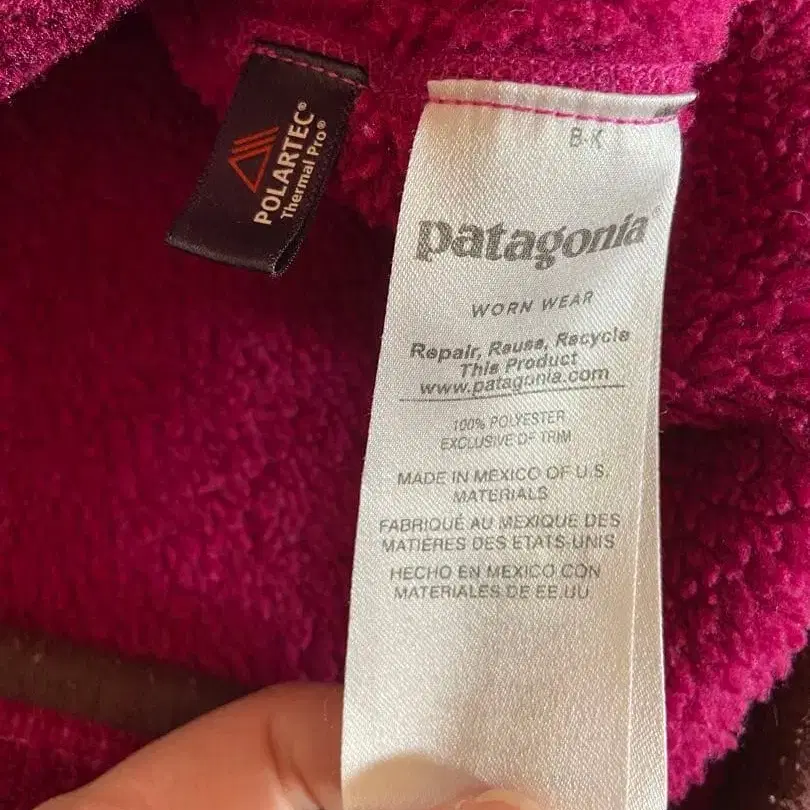 POLARTEC®
Thermal Pro®
B-K
patagonia
WORN WEAR
Repair, Reuse, Recycle
This Product
www.patagonia.com
100% POLYESTER
EXCLUSIVE OF TRIM
MADE IN MEXICO OF U.S.
MATERIALS
FABRIQUÉ AU MEXIQUE DES
MATIÈRES DES ETATS-UNIS
HECHO EN MEXICO CON
MATERIALES DE EE.UU.